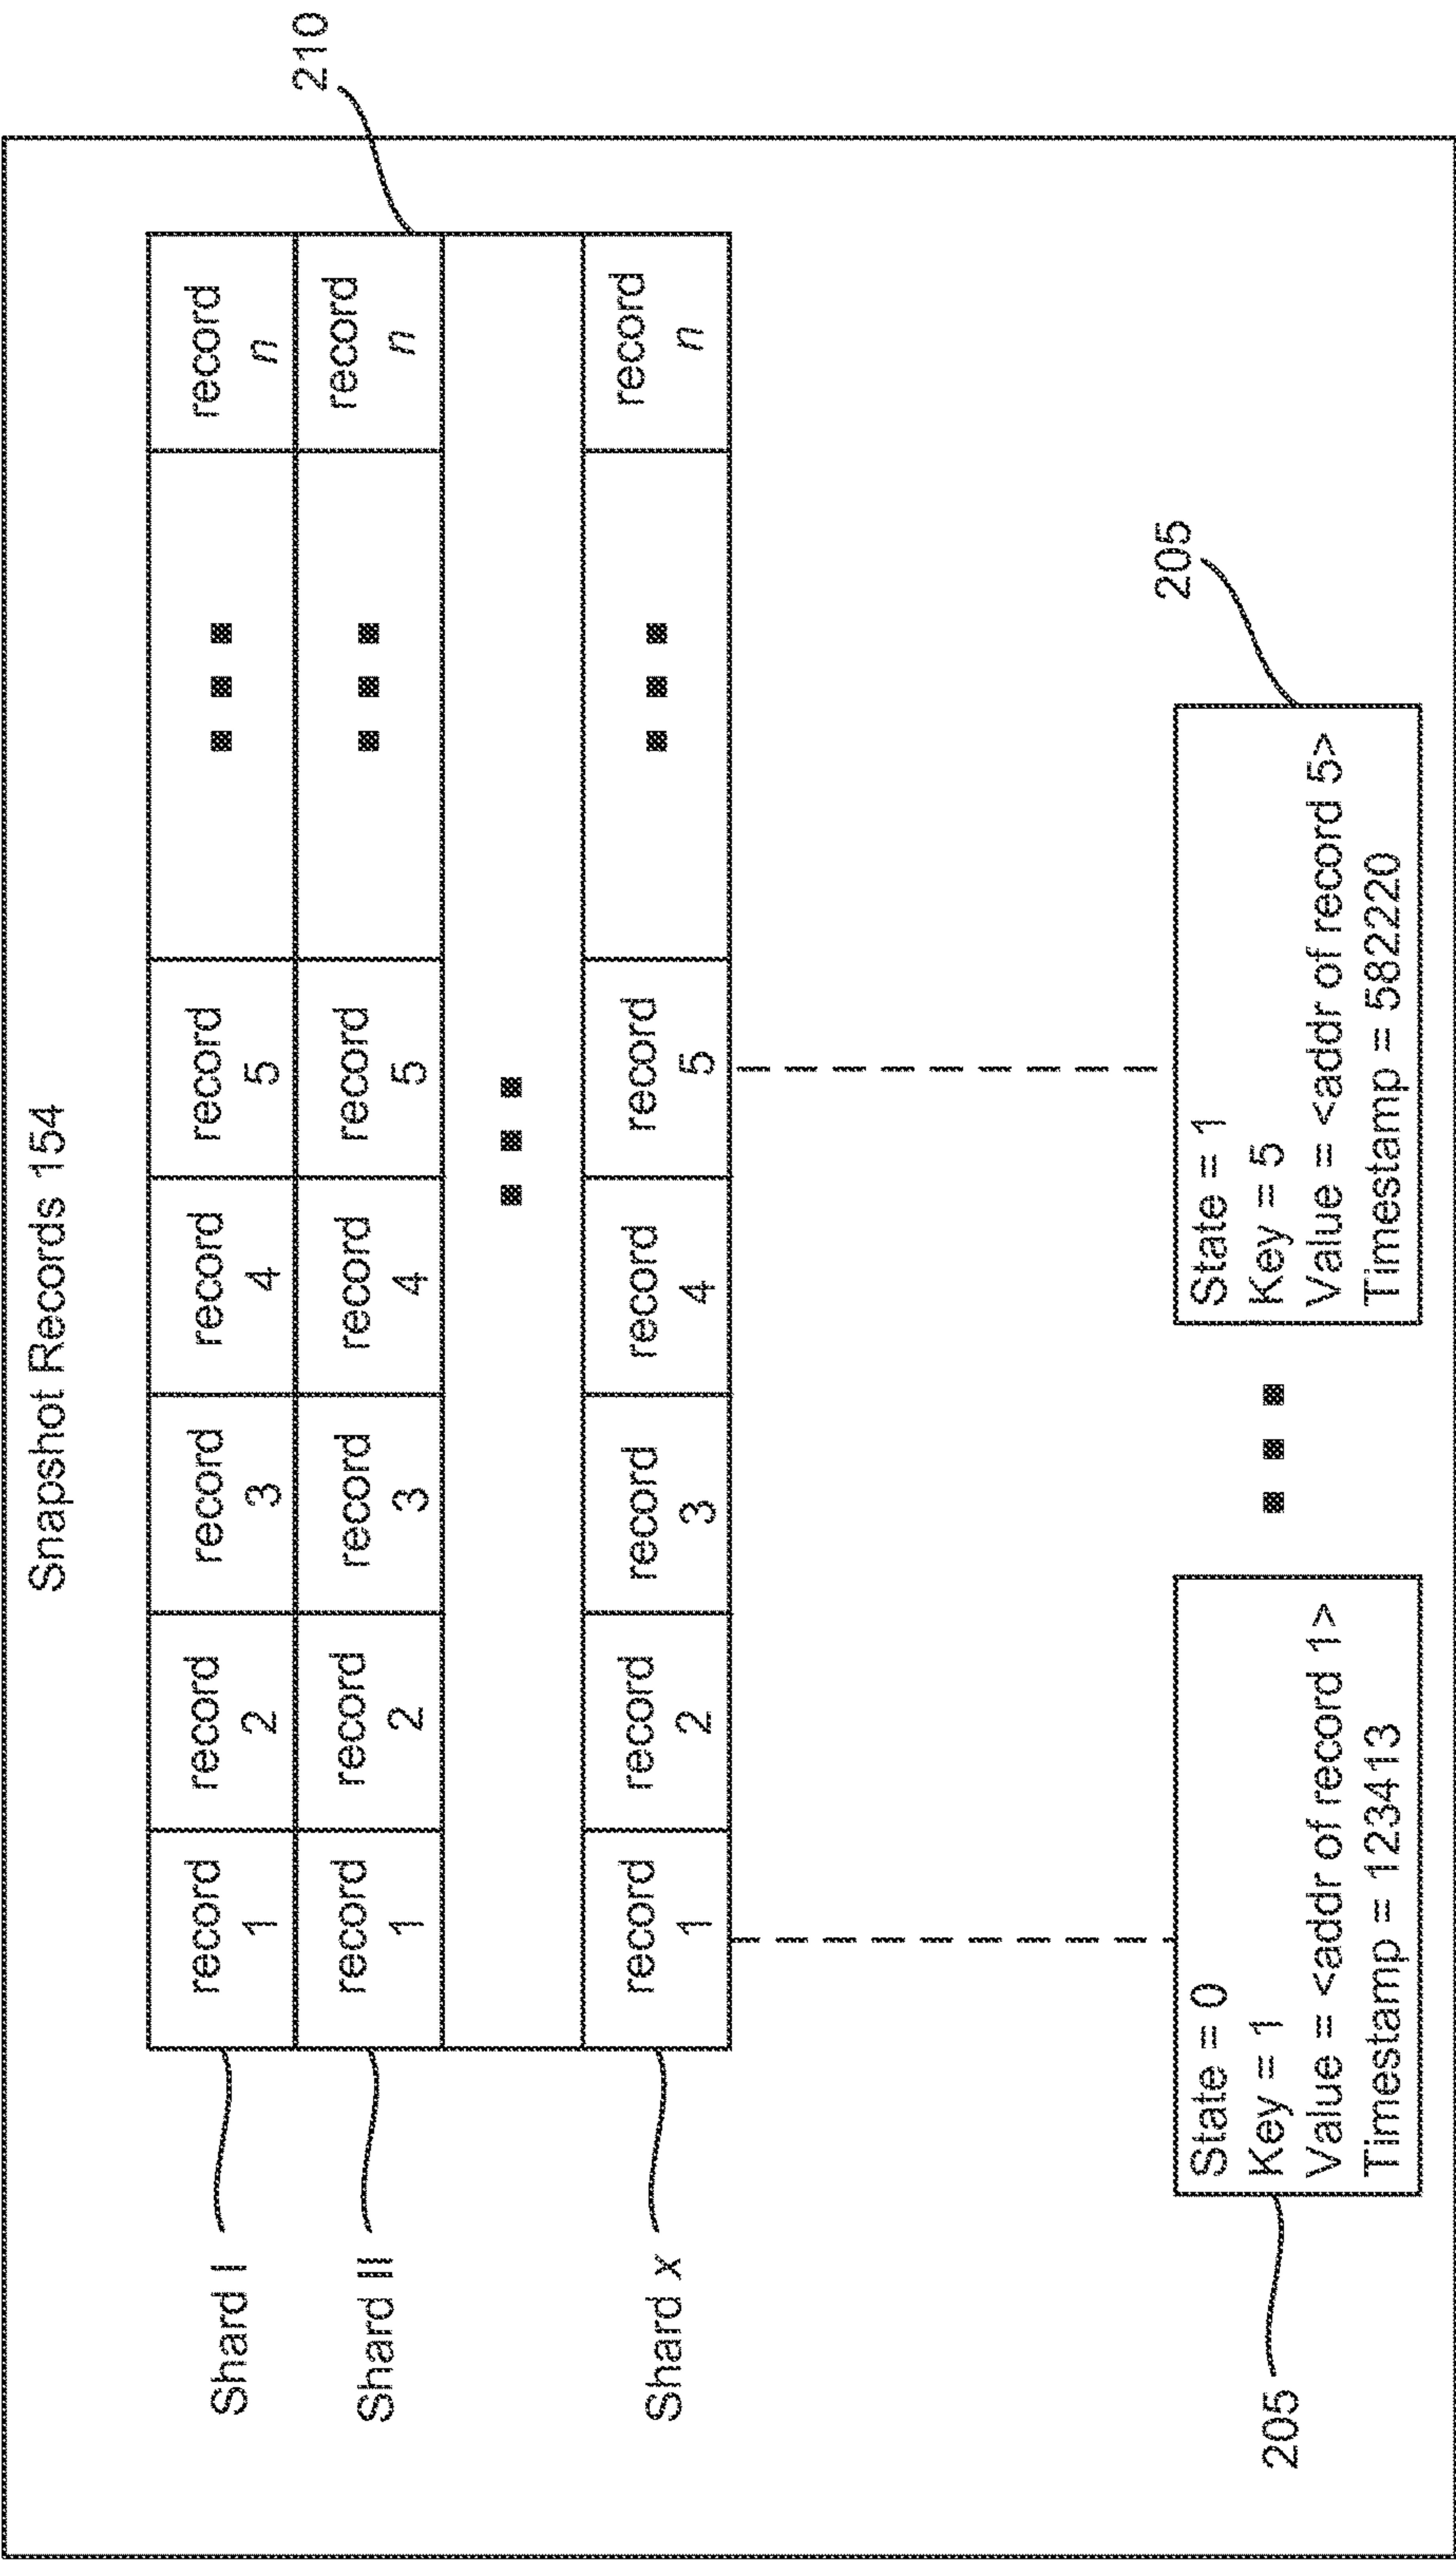 Snapshot Records 154
210
Shard I
record
1
record
2
record
3
record
4
record
5
record
n
Shard III
record
1
record
2
record
3
record
4
record
5
record
n
Shard x
record
1
record
2
record
3
record
4
record
5
record
n
205
State = 0
Key = 1
Value = <addr of record 1>
Timestamp = 123413
205
State = 1
Key = 5
Value = <addr of record 5>
Timestamp = 582220